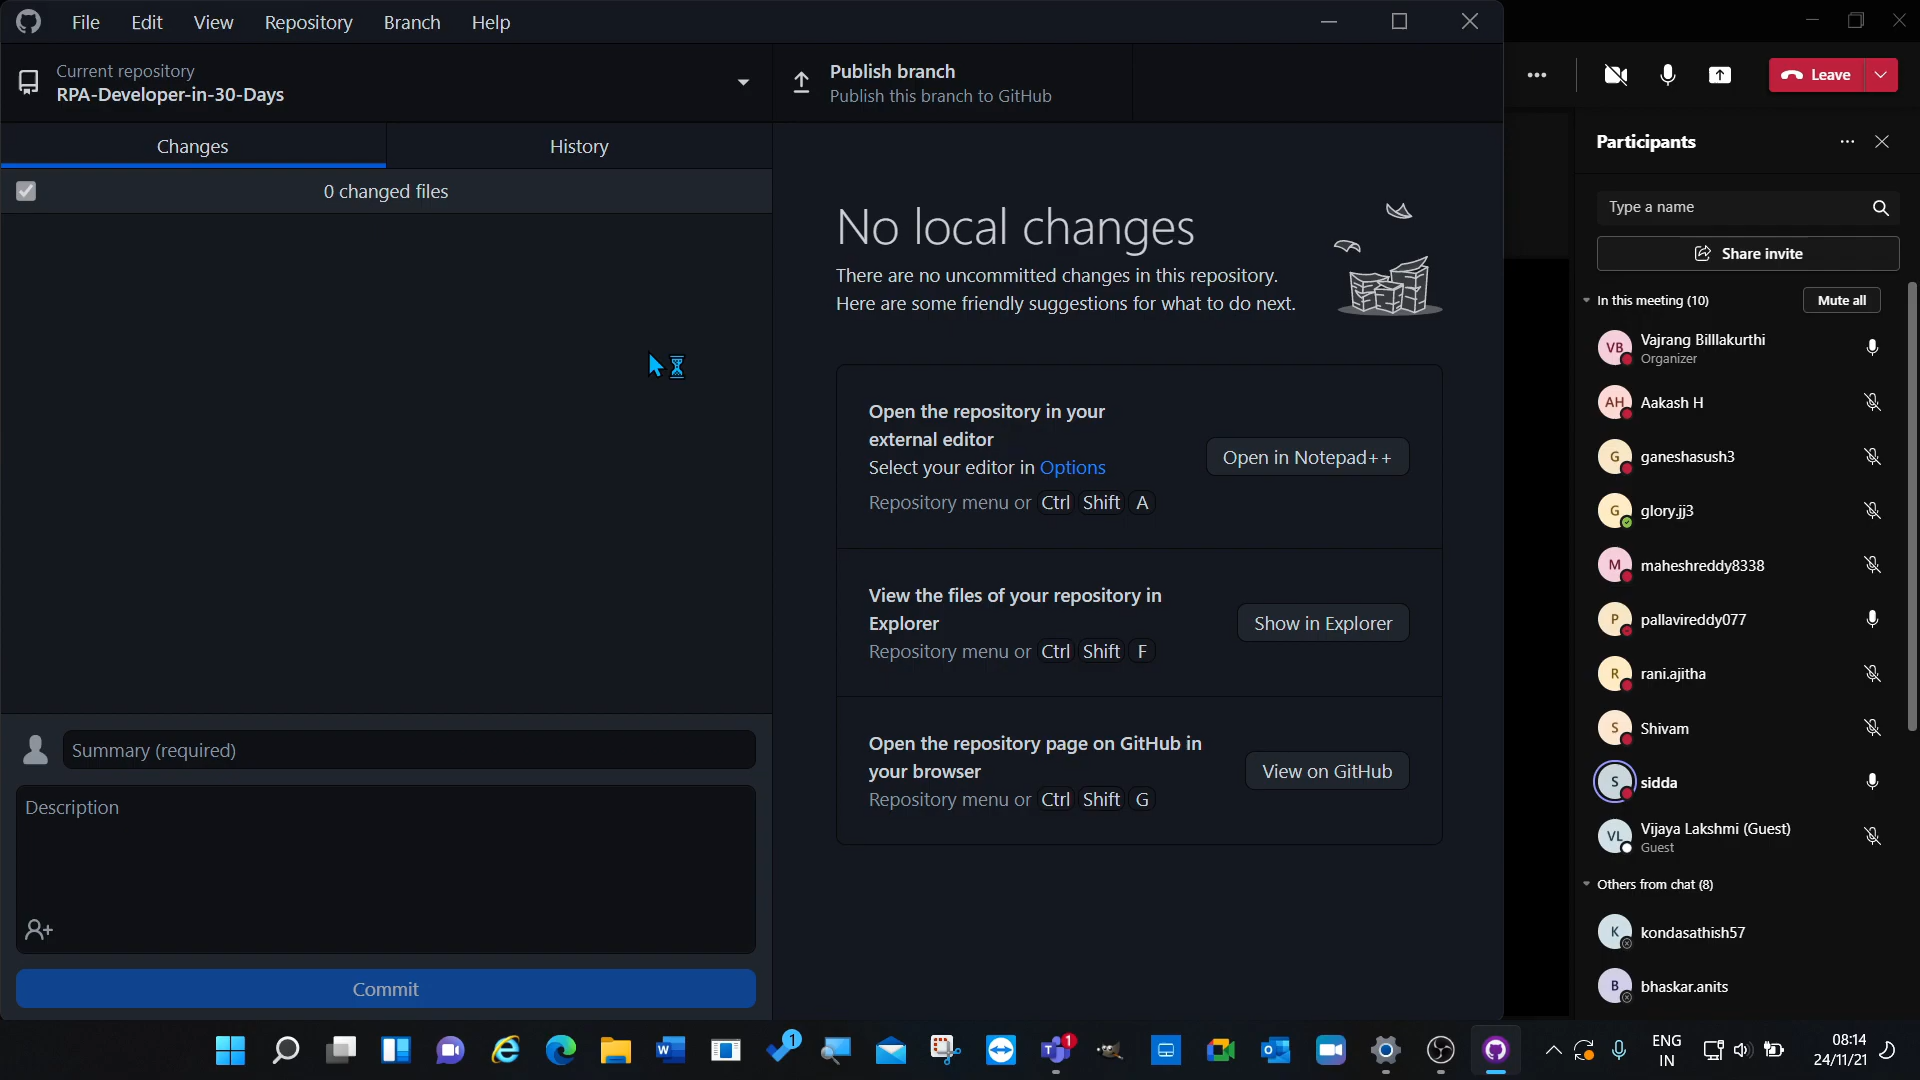 File Edit View Repository Branch Help
Current repository
RPA-Developer-in-30-Days
Publish branch
Publish this branch to GitHub
Leave
Changes
History
0 changed files
No local changes
There are no uncommitted changes in this repository.
Here are some friendly suggestions for what to do next.
Open the repository in your
external editor
Select your editor in Options
Repository menu or Ctrl Shift A
Open in Notepad++
View the files of your repository in
Explorer
Repository menu or Ctrl Shift F
Show in Explorer
Open the repository page on GitHub in
your browser
Repository menu or Ctrl Shift G
View on GitHub
Summary (required)
Description
Commit
Participants
Type a name
Share invite
In this meeting (10)
Mute all
VB
Vajrang Billlakurthi
Organizer
AH
Aakash H
G
ganeshasush3
G
glory.jj3
M
maheshreddy8338
P
pallavireddy077
R
rani.ajitha
S
Shivam
S
sidda
VL
Vijaya Lakshmi (Guest)
Guest
Others from chat (8)
K
kondasathish57
B
bhaskar.anits
1
1
ENG
IN
08:14
24/11/21